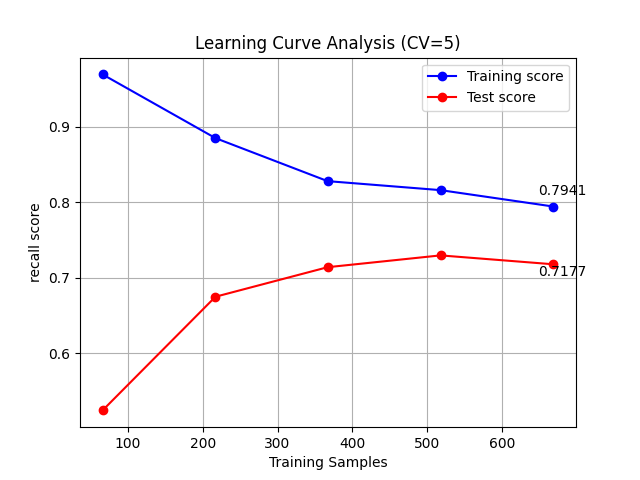 Learning Curve Analysis (CV=5)
Training score
Test score
0.9
0.8
0.7
0.6
recall score
0.7941
0.7177
100 200 300 400 500 600
Training Samples